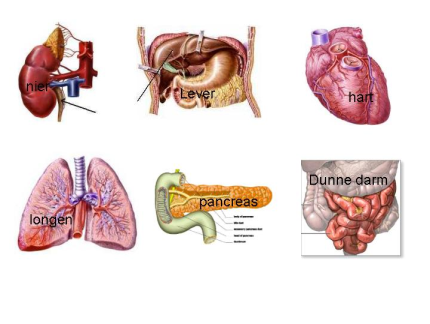 nier
Lever
hart
longen
pancreas
Dunne darm